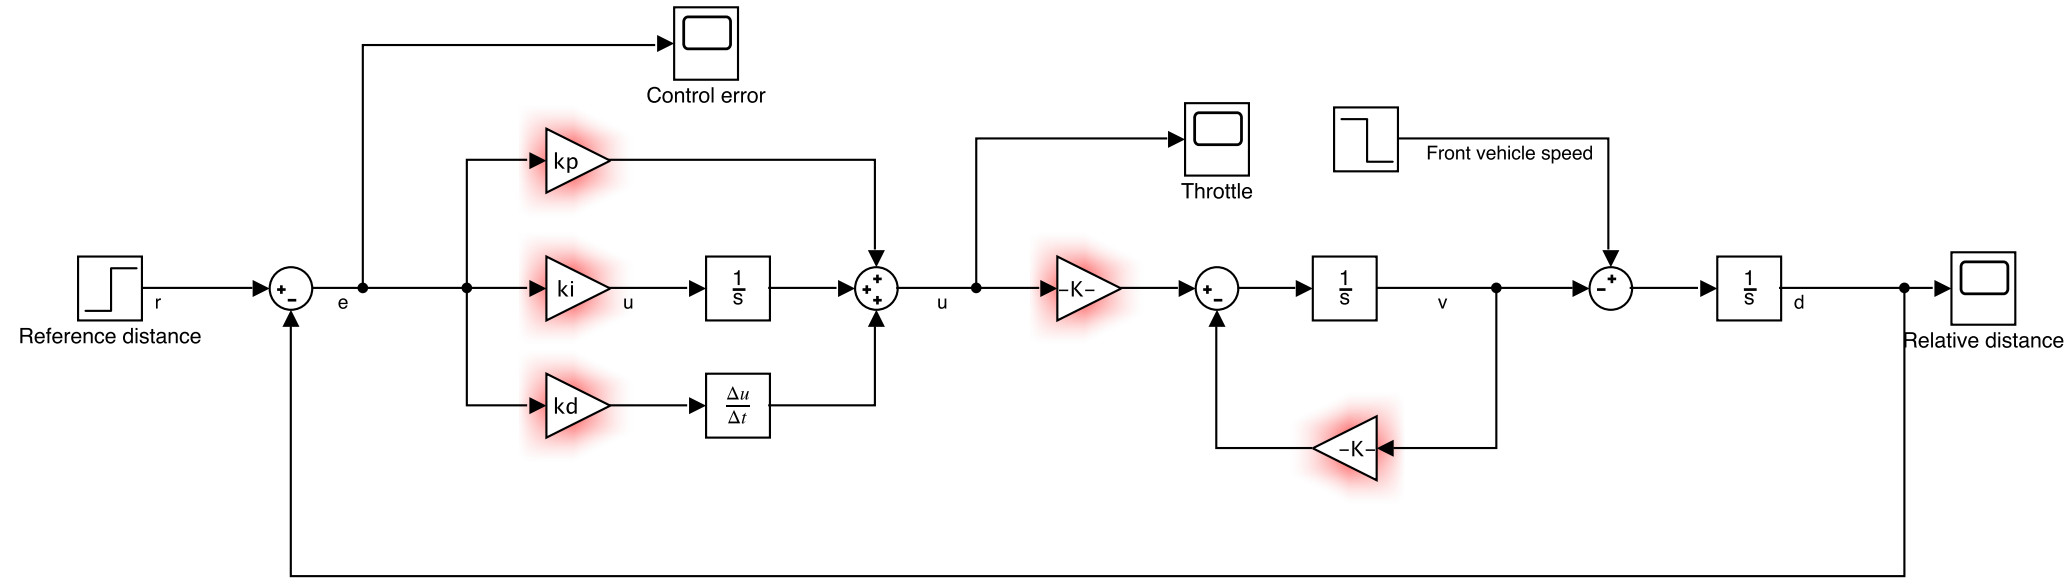 Control error
kp
Throttle
Front vehicle speed
+
-
r
Reference distance
e
ki
u
1
s
+
+
+
u
-K-
+
-
1
s
v
-
+
1
s
d
Relative distance
kd
Δu
Δt
-K-